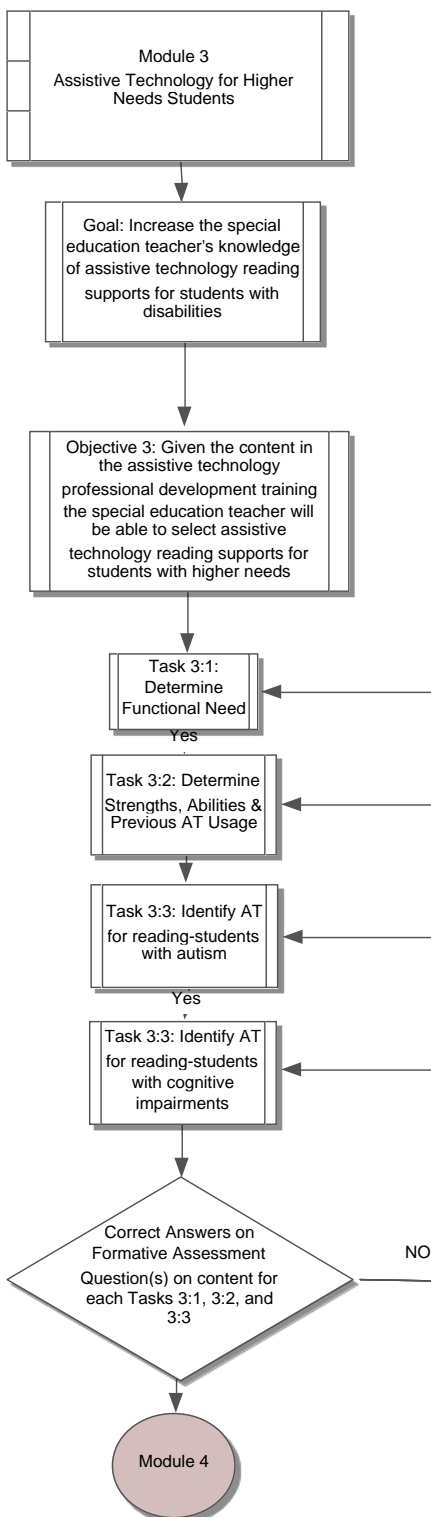 Module 3
Assistive Technology for Higher
Needs Students
Goal: Increase the special
education teacher's knowledge
of assistive technology reading
supports for students with
disabilities
Objective 3: Given the content in
the assistive technology
professional development training
the special education teacher will
be able to select assistive
technology reading supports for
students with higher needs
Task 3:1:
Determine
Functional Need
Yes
Task 3:2: Determine
Strengths, Abilities &
Previous AT Usage
Task 3:3: Identify AT
for reading-students
with autism
Yes
Task 3:3: Identify AT
for reading-students
with cognitive
impairments
Correct Answers on
Formative Assessment
Question(s) on content for
each Tasks 3:1, 3:2, and
3:3
NO
Module 4